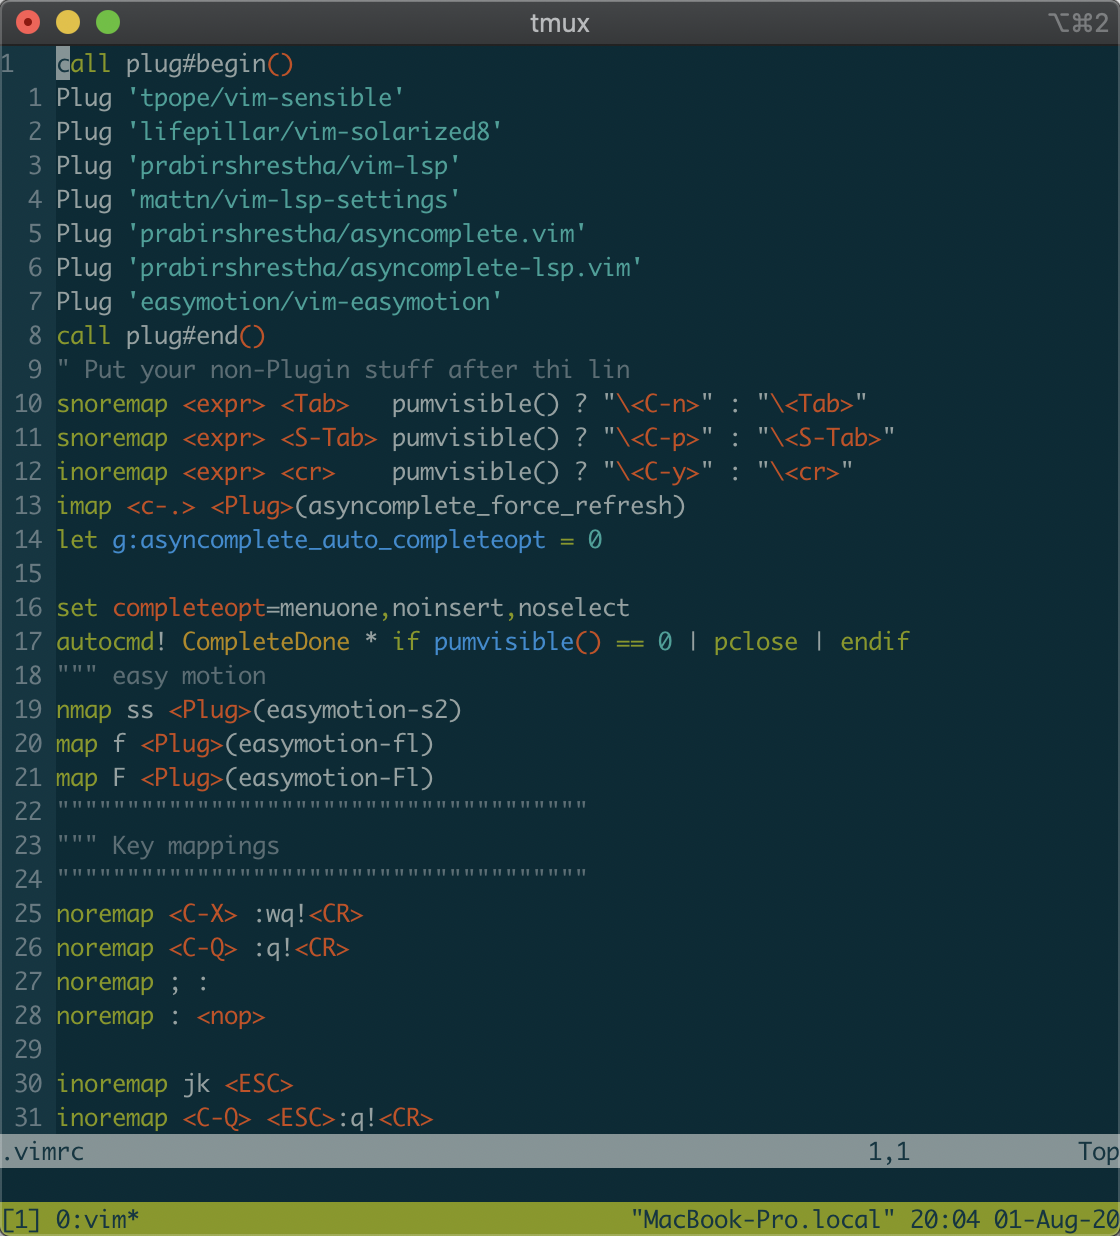 tmux ⌥⌘2
1 call plug#begin()
1 Plug 'tpope/vim-sensible'
2 Plug 'lifepillar/vim-solarized8'
3 Plug 'prabirshrestha/vim-lsp'
4 Plug 'mattn/vim-lsp-settings'
5 Plug 'prabirshrestha/asyncomplete.vim'
6 Plug 'prabirshrestha/asyncomplete-lsp.vim'
7 Plug 'easymotion/vim-easymotion'
8 call plug#end()
9 " Put your non-Plugin stuff after thi lin
10 snoremap <expr> <Tab>   pumvisible() ? "\<C-n>" : "\<Tab>"
11 snoremap <expr> <S-Tab> pumvisible() ? "\<C-p>" : "\<S-Tab>"
12 inoremap <expr> <cr>    pumvisible() ? "\<C-y>" : "\<cr>"
13 imap <c-.> <Plug>(asyncomplete_force_refresh)
14 let g:asyncomplete_auto_completeopt = 0
15
16 set completeopt=menuone,noinsert,noselect
17 autocmd! CompleteDone * if pumvisible() == 0 | pclose | endif
18 """ easy motion
19 nmap ss <Plug>(easymotion-s2)
20 map f <Plug>(easymotion-fl)
21 map F <Plug>(easymotion-Fl)
22 """"""""""""""""""""""""""""""""""""""
23 """ Key mappings
24 """"""""""""""""""""""""""""""""""""""
25 noremap <C-X> :wq!<CR>
26 noremap <C-Q> :q!<CR>
27 noremap ; :
28 noremap : <nop>
29
30 inoremap jk <ESC>
31 inoremap <C-Q> <ESC>:q!<CR>
.vimrc 1,1 Top
[1] 0:vim* "MacBook-Pro.local" 20:04 01-Aug-20